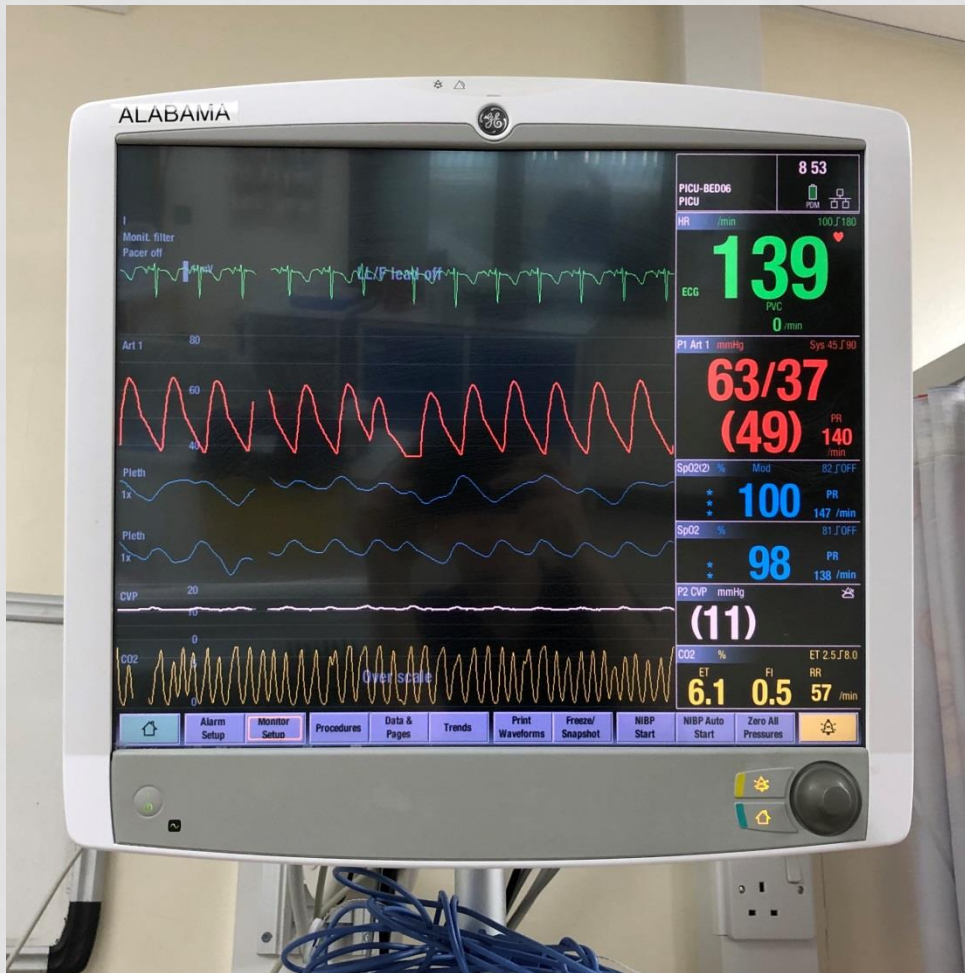 ALABAMA
GE
8 53
PICU-BED06
PICU
PDM
I
Monit. filter
Pacer off
LL/F lead off
HR /min 100 180
139
ECG
PVC
0 /min
Art 1
80
60
40
P1 Art 1 mmHg Sys 45 90
63/37
(49)
PR
140
/min
Pleth
1x
SpO2(2) % Mod 82 OFF
* * * 100
PR
147 /min
Pleth
1x
SpO2 % 81 OFF
* * 98
PR
138 /min
CVP
20
10
0
P2 CVP mmHg
(11)
CO2
0
Over scale
CO2 % ET 2.5 8.0
ET FI RR
6.1 0.5 57 /min
Alarm
Setup
Monitor
Setup
Procedures
Data &
Pages
Trends
Print
Waveforms
Freeze/
Snapshot
NIBP
Start
NIBP Auto
Start
Zero All
Pressures